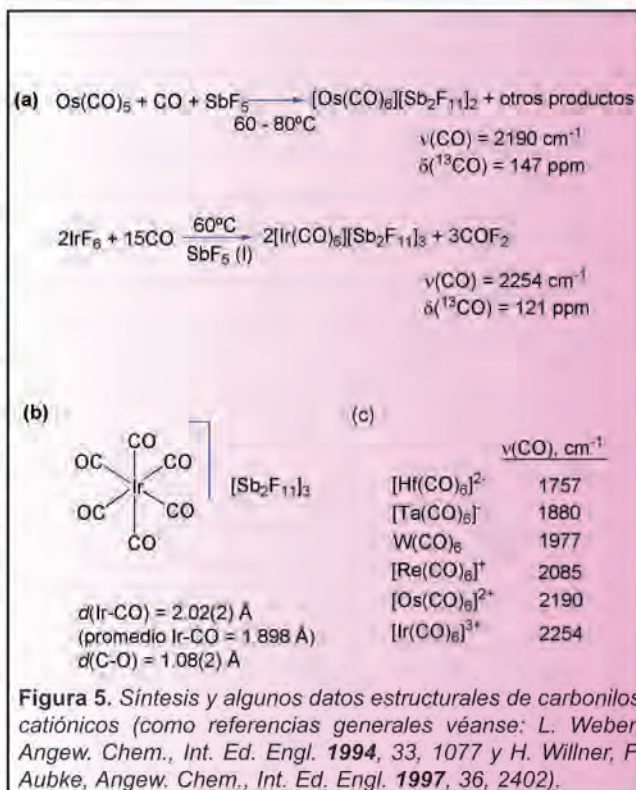 (a) Os(CO)5 + CO + SbF5 → [Os(CO)6][Sb2F11]2 + otros productos
60 - 80ºC
ν(CO) = 2190 cm-1
δ(13CO) = 147 ppm
60ºC
2IrF6 + 15CO → 2[Ir(CO)6][Sb2F11]3 + 3COF2
SbF5 (l)
ν(CO) = 2254 cm-1
δ(13CO) = 121 ppm
(b)
CO
OC CO
Ir
OC CO
CO
[Sb2F11]3
d(Ir-CO) = 2.02(2) Å
(promedio Ir-CO = 1.898 Å)
d(C-O) = 1.08(2) Å
(c)
ν(CO), cm-1
[Hf(CO)6]2- 1757
[Ta(CO)6]- 1880
W(CO)6 1977
[Re(CO)6]+ 2085
[Os(CO)6]2+ 2190
[Ir(CO)6]3+ 2254
Figura 5. Síntesis y algunos datos estructurales de carbonilos
catiónicos (como referencias generales véanse: L. Weber
Angew. Chem., Int. Ed. Engl. 1994, 33, 1077 y H. Willner, F
Aubke, Angew. Chem., Int. Ed. Engl. 1997, 36, 2402).